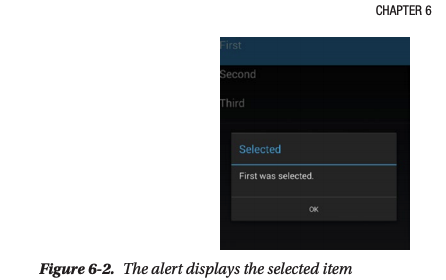 CHAPTER 6
First
Second
Third
Selected
First was selected.
OK
Figure 6-2. The alert displays the selected item